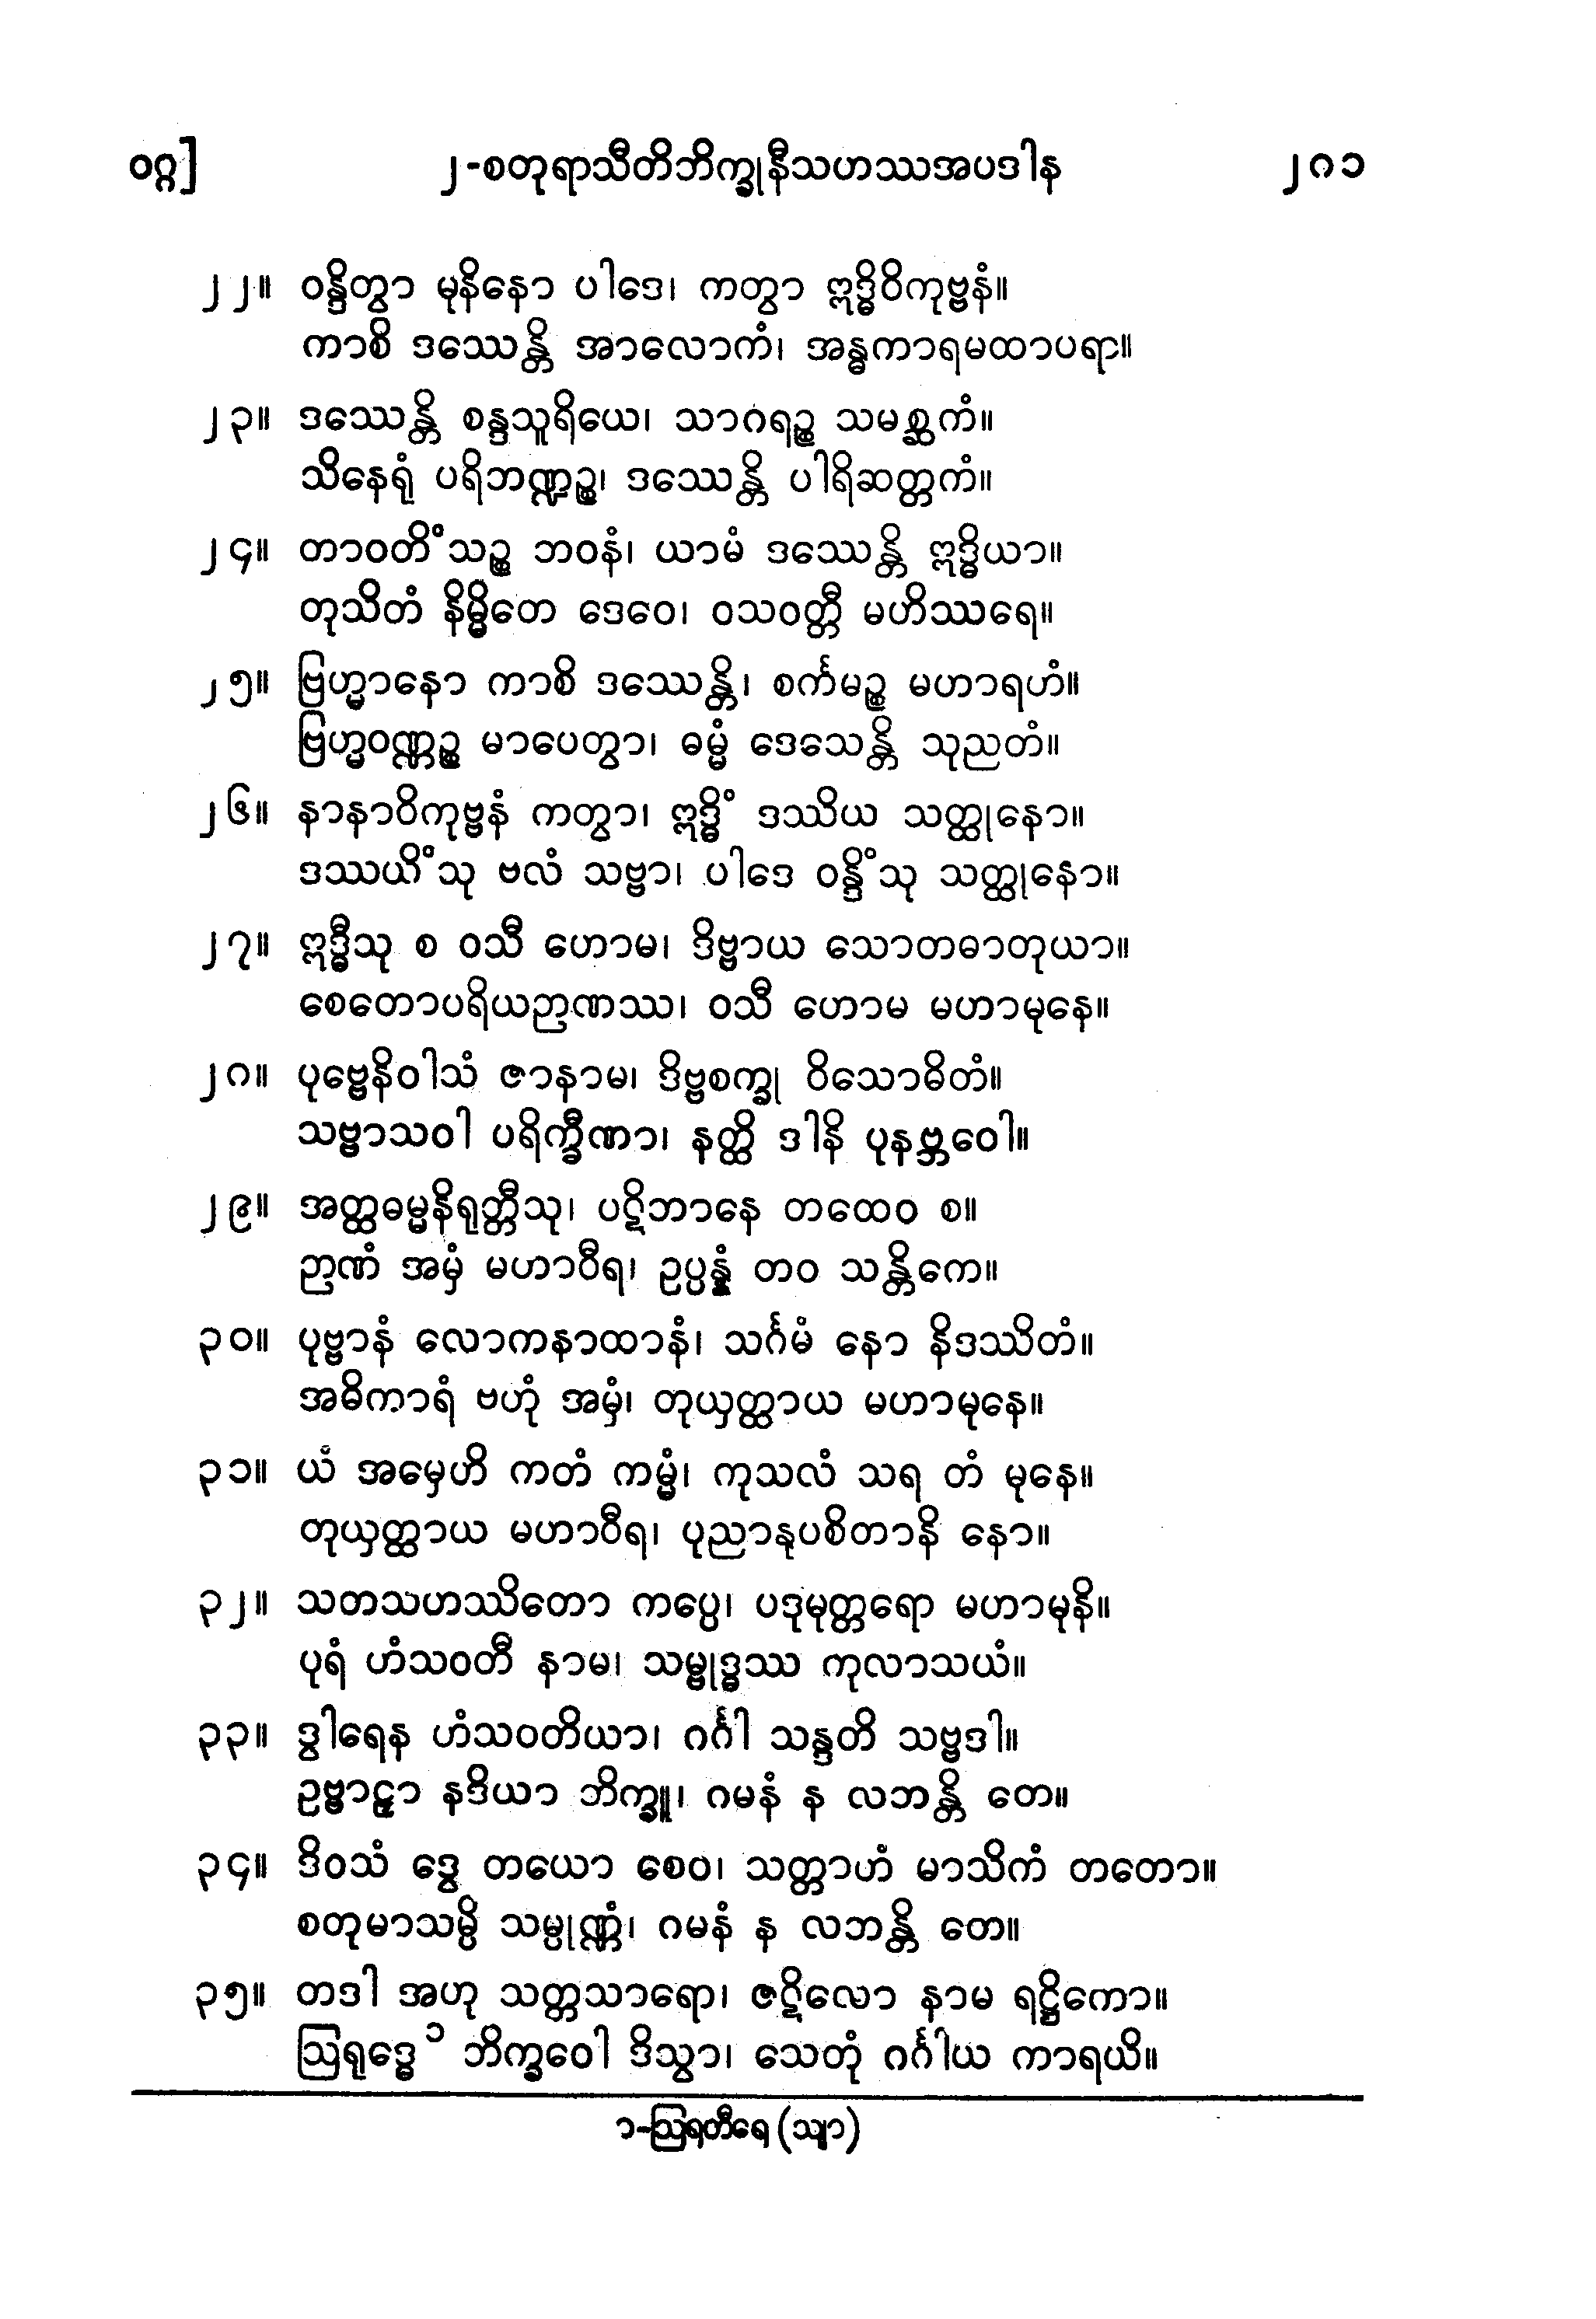 ဝဂ္ဂ] ၂-စတုရာသီတိဘိက္ခုနီသဟဿအပဒါန ၂၈၁
၂၂။ ဝန္ဒိတွာ မုနိနော ပါဒေ၊ ကတွာ ဣဒ္ဓိဝိကုဗ္ဗနံ။
ကာစိ ဒဿေန္တိ အာလောကံ၊ အန္ဓကာရမထာပရာ။
၂၃။ ဒဿေန္တိ စန္ဒသူရိယေ၊ သာဂရဉ္စ သမစ္ဆကံ။
သိနေရုံ ပရိဘဏ္ဍဉ္စ၊ ဒဿေန္တိ ပါရိဆတ္တကံ။
၂၄။ တာဝတိံသဉ္စ ဘဝနံ၊ ယာမံ ဒဿေန္တိ ဣဒ္ဓိယာ။
တုသိတံ နိမ္မိတေ ဒေဝေ၊ ဝသဝတ္တီ မဟိဿရေ။
၂၅။ ဗြဟ္မာနော ကာစိ ဒဿေန္တိ၊ စင်္ကမဉ္စ မဟာရဟံ။
ဗြဟ္မဝဏ္ဏဉ္စ မာပေတွာ၊ ဓမ္မံ ဒေသေန္တိ သုညတံ။
၂၆။ နာနာဝိကုဗ္ဗနံ ကတွာ၊ ဣဒ္ဓိံ ဒဿိယ သတ္ထုနော။
ဒဿယိံသု ဗလံ သဗ္ဗာ၊ ပါဒေ ဝန္ဒိံသု သတ္ထုနော။
၂၇။ ဣဒ္ဓီသု စ ဝသီ ဟောမ၊ ဒိဗ္ဗာယ သောတဓာတုယာ။
စေတောပရိယဉာဏဿ၊ ဝသီ ဟောမ မဟာမုနေ။
၂၈။ ပုဗ္ဗေနိဝါသံ ဇာနာမ၊ ဒိဗ္ဗစက္ခု ဝိသောဓိတံ။
သဗ္ဗာသဝါ ပရိက္ခီဏာ၊ နတ္ထိ ဒါနိ ပုနဗ္ဘဝေါ။
၂၉။ အတ္ထဓမ္မနိရုတ္တီသု၊ ပဋိဘာနေ တထေဝ စ။
ဉာဏံ အမှံ မဟာဝီရ၊ ဥပ္ပန္နံ တဝ သန္တိကေ။
၃၀။ ပုဗ္ဗာနံ လောကနာထာနံ၊ သင်္ဂမံ နော နိဒဿိတံ။
အဓိကာရံ ဗဟုံ အမှံ၊ တုယှတ္ထာယ မဟာမုနေ။
၃၁။ ယံ အမှေဟိ ကတံ ကမ္မံ၊ ကုသလံ သရ တံ မုနေ။
တုယှတ္ထာယ မဟာဝီရ၊ ပုညာနုပစိတာနိ နော။
၃၂။ သတသဟဿိတော ကပ္ပေ၊ ပဒုမုတ္တရော မဟာမုနိ။
ပုရံ ဟံသဝတီ နာမ၊ သမ္ဗုဒ္ဓဿ ကုလာသယံ။
၃၃။ ဒွါရေန ဟံသဝတိယာ၊ ဂင်္ဂါ သန္ဒတိ သဗ္ဗဒါ။
ဥဗ္ဗာဠှာ နဒိယာ ဘိက္ခူ၊ ဂမနံ န လဘန္တိ တေ။
၃၄။ ဒိဝသံ ဒွေ တယော စေဝ၊ သတ္တာဟံ မာသိကံ တတော။
စတုမာသမ္ပိ သမ္ပုဏ္ဏံ၊ ဂမနံ န လဘန္တိ တေ။
၃၅။ တဒါ အဟု သတ္တသာရော၊ ဇဋိလော နာမ ရဋ္ဌိကော။
ဩရုဒ္ဓေ ၁ ဘိက္ခဝေါ ဒိသွာ၊ သေတုံ ဂင်္ဂါယ ကာရယိ။
၁-ဩရတီရေ (သျာ)